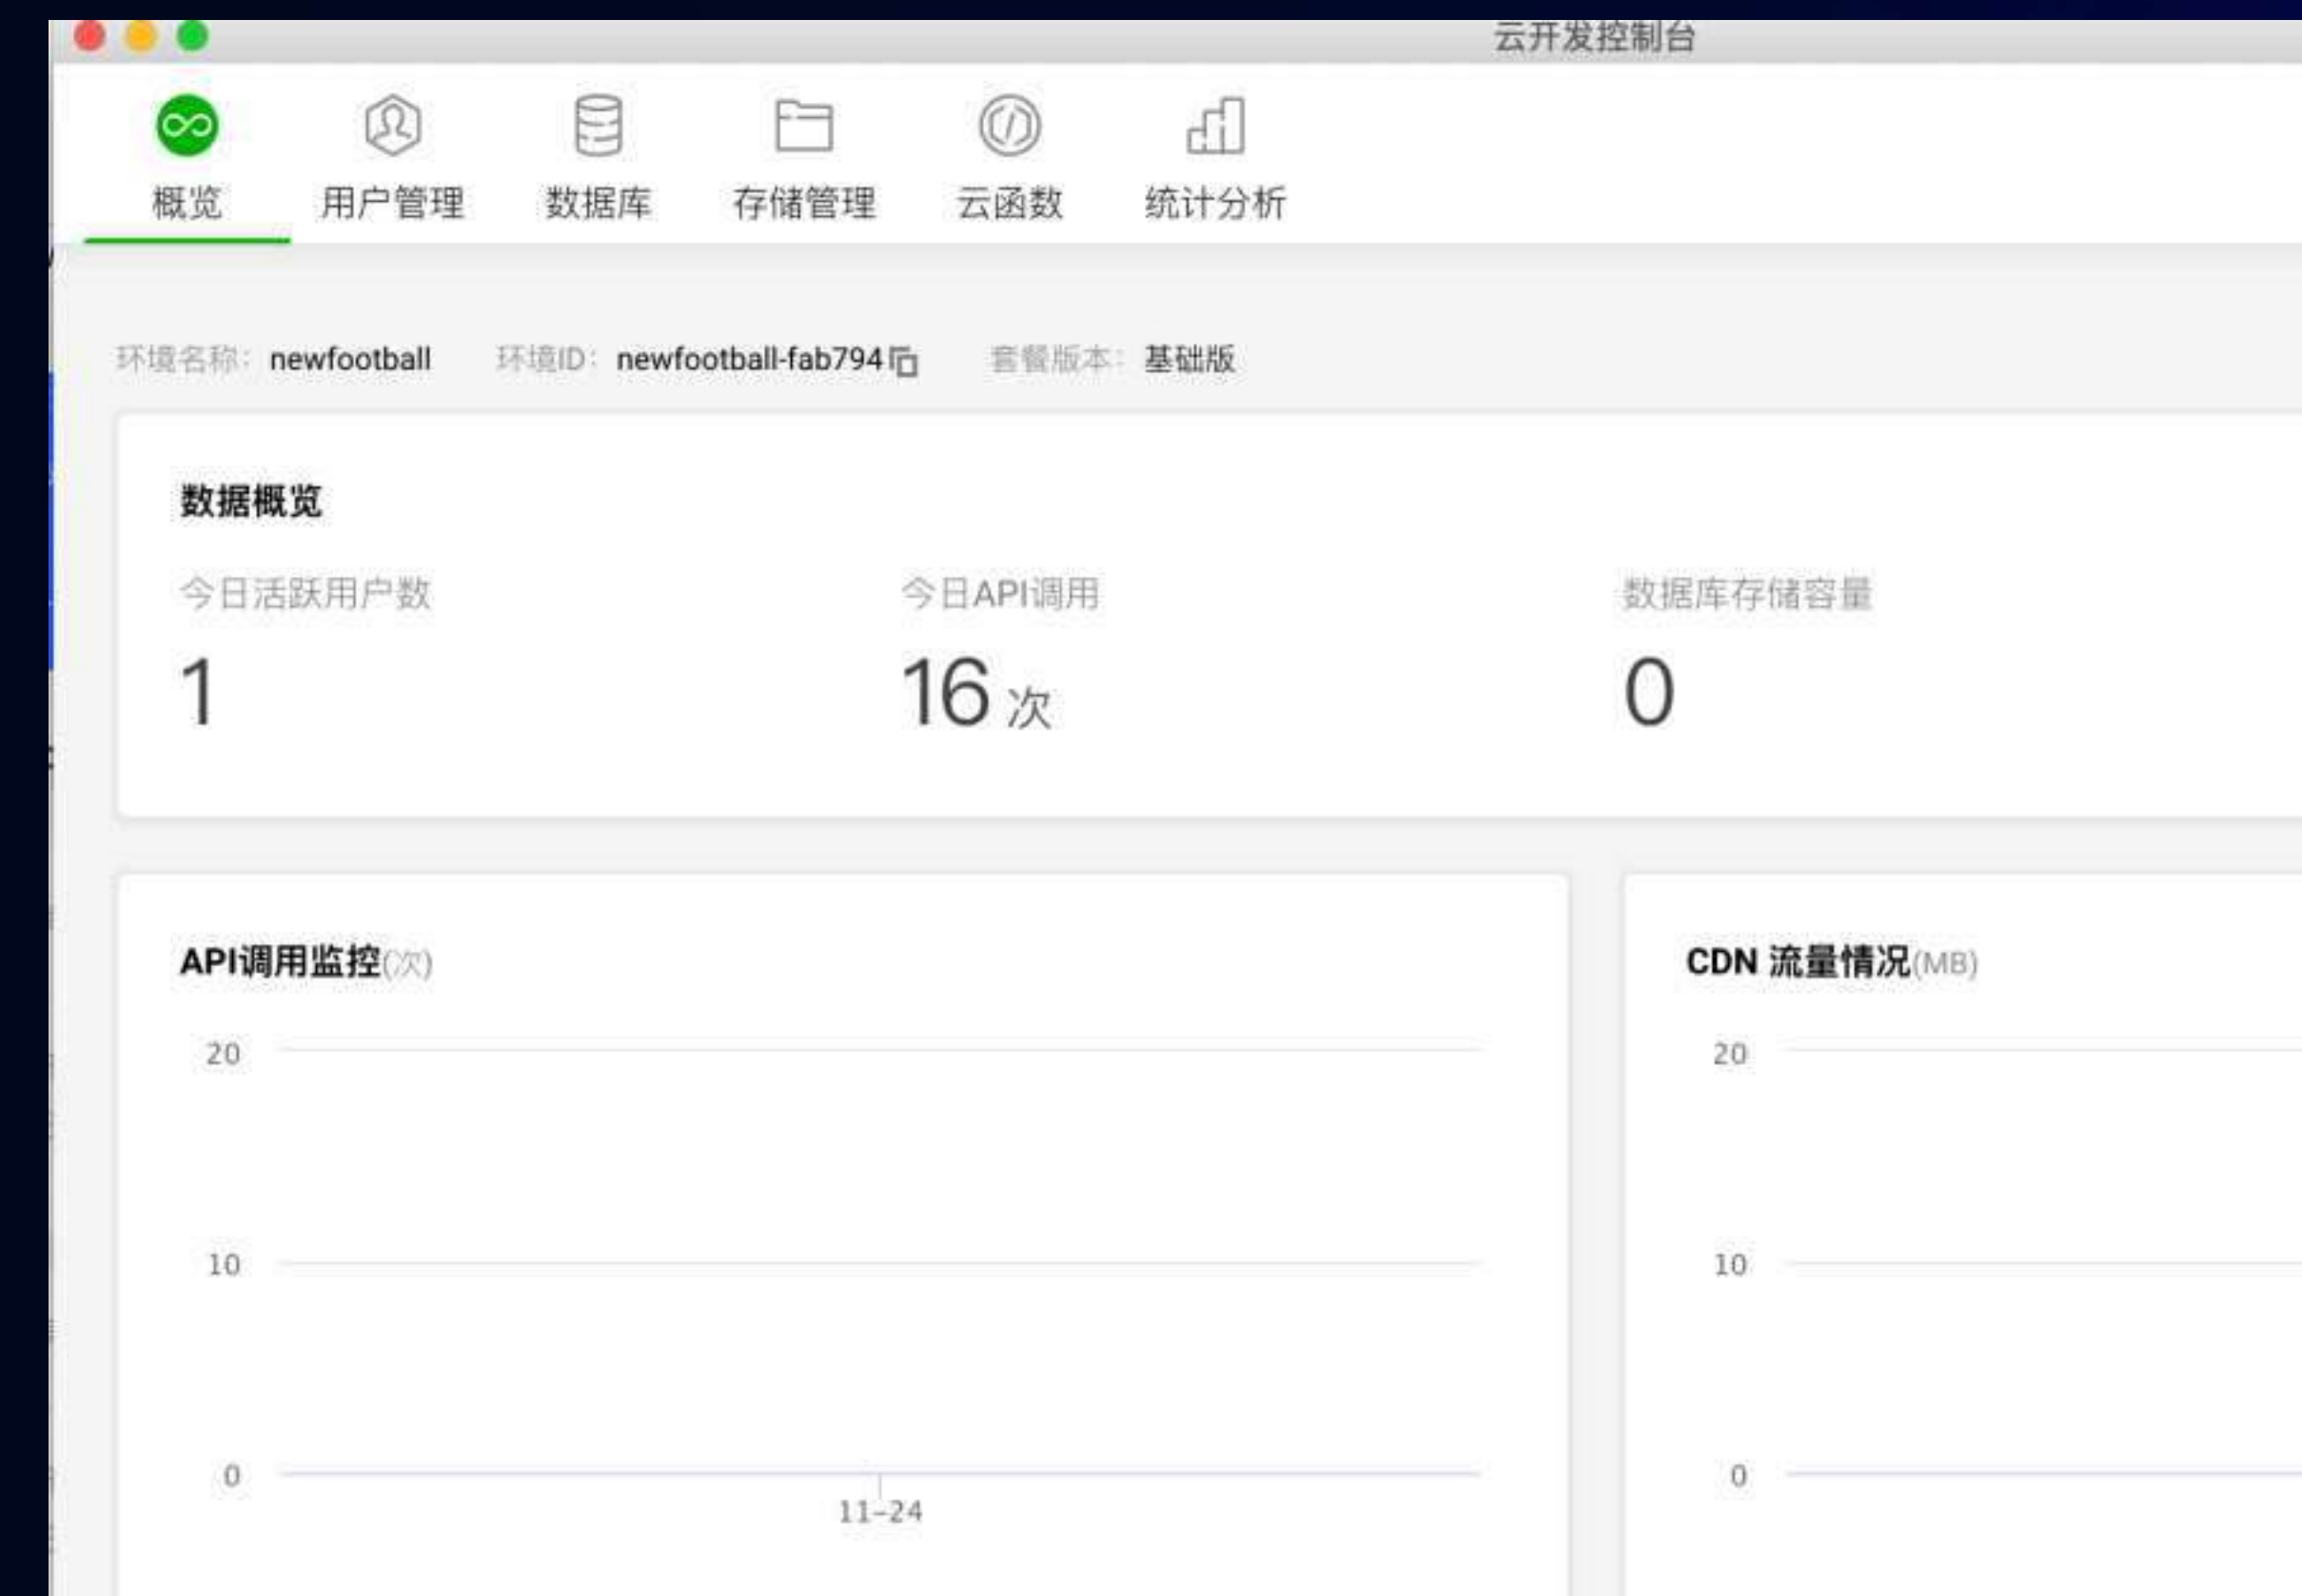 云开发控制台
概览 用户管理 数据库 存储管理 云函数 统计分析
环境名称: newfootball 环境ID: newfootball-fab794 套餐版本: 基础版
数据概览
今日活跃用户数 今日API调用 数据库存储容量
1 16 次 0
API调用监控(次) CDN 流量情况(MB)
20 20
10 10
0 0
11-24